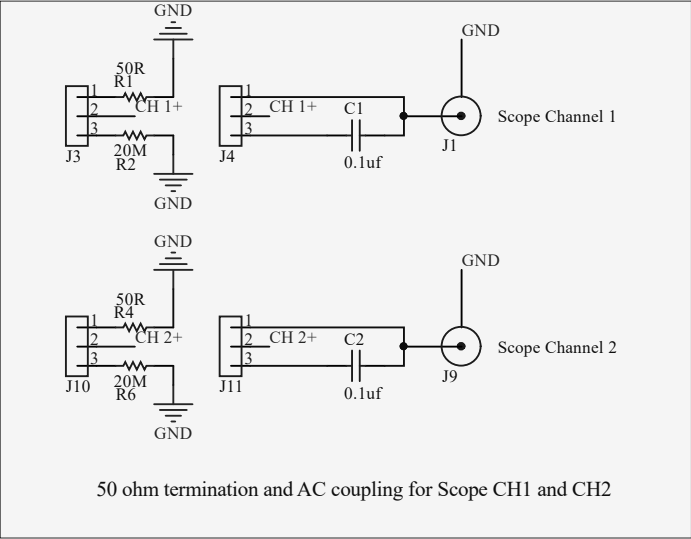 GND
GND
50R
R1
1
CH 1+
2
3
20M
R2
J3
GND
1
CH 1+
2
3
J4
C1
0.1uf
J1
Scope Channel 1
GND
GND
50R
R4
1
CH 2+
2
3
20M
R6
J10
GND
1
CH 2+
2
3
J11
C2
0.1uf
J9
Scope Channel 2
50 ohm termination and AC coupling for Scope CH1 and CH2